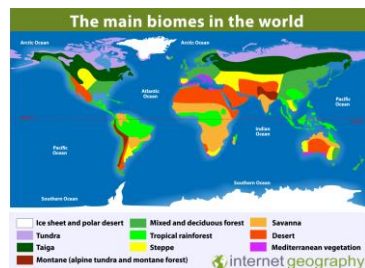 The main biomes in the world
Arctic Ocean
Arctic Ocean
Atlantic
Ocean
Pacific
Ocean
Pacific
Ocean
Indian
Ocean
Southern Ocean
Southern Ocean
Ice sheet and polar desert
Mixed and deciduous forest
Savanna
Tundra
Tropical rainforest
Desert
Taiga
Steppe
Mediterranean vegetation
Montane (alpine tundra and montane forest)
internet geography